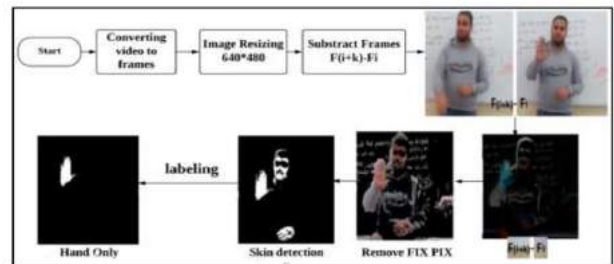 Start
Converting
video to
frames
Image Resizing
640*480
Substract Frames
F(i+k)-Fi
F(i+k)- Fi
labeling
Hand Only
Skin detection
Remove FIX PIX
F(i+k)- Fi